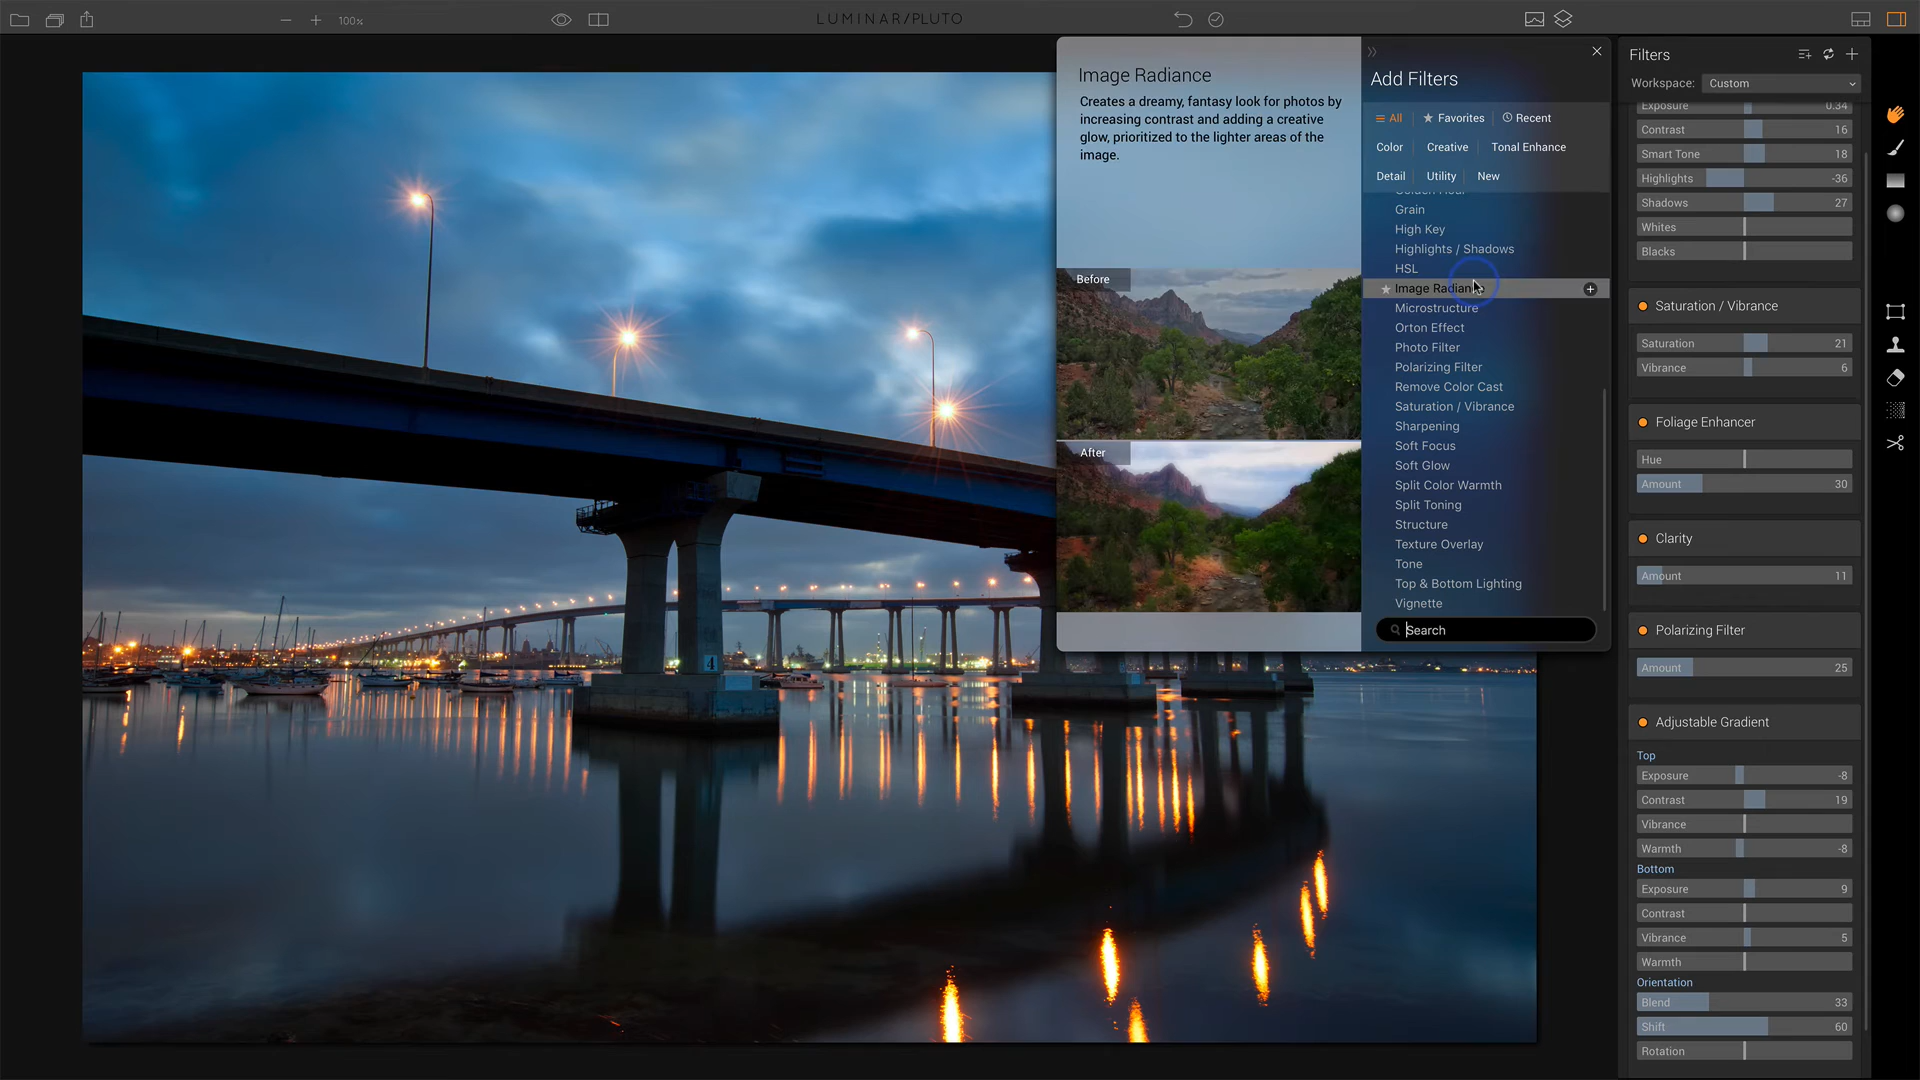 100%
LUMINAR/PLUTO
Image Radiance
Creates a dreamy, fantasy look for photos by
increasing contrast and adding a creative
glow, prioritized to the lighter areas of the
image.
Before
After
Add Filters
All
Favorites
Recent
Color
Creative
Tonal Enhance
Detail
Utility
New
Golden Hour
Grain
High Key
Highlights / Shadows
HSL
Image Radiance
Microstructure
Orton Effect
Photo Filter
Polarizing Filter
Remove Color Cast
Saturation / Vibrance
Sharpening
Soft Focus
Soft Glow
Split Color Warmth
Split Toning
Structure
Texture Overlay
Tone
Top & Bottom Lighting
Vignette
Search
Filters
Workspace: Custom
Exposure 0.34
Contrast 16
Smart Tone 18
Highlights -36
Shadows 27
Whites
Blacks
Saturation / Vibrance
Saturation 21
Vibrance 6
Foliage Enhancer
Hue
Amount 30
Clarity
Amount 11
Polarizing Filter
Amount 25
Adjustable Gradient
Top
Exposure -8
Contrast 19
Vibrance
Warmth -8
Bottom
Exposure 9
Contrast
Vibrance 5
Warmth
Orientation
Blend 33
Shift 60
Rotation
4